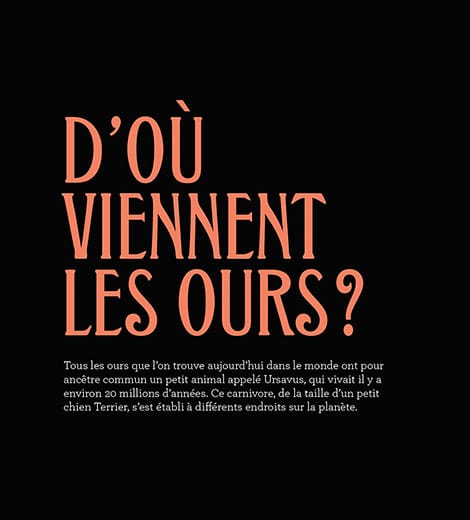 D’OÙ
VIENNENT
LES OURS ?
Tous les ours que l’on trouve aujourd’hui dans le monde ont pour
ancêtre commun un petit animal appelé Ursavus, qui vivait il y a
environ 20 millions d’années. Ce carnivore, de la taille d’un petit
chien Terrier, s’est établi à différents endroits sur la planète.